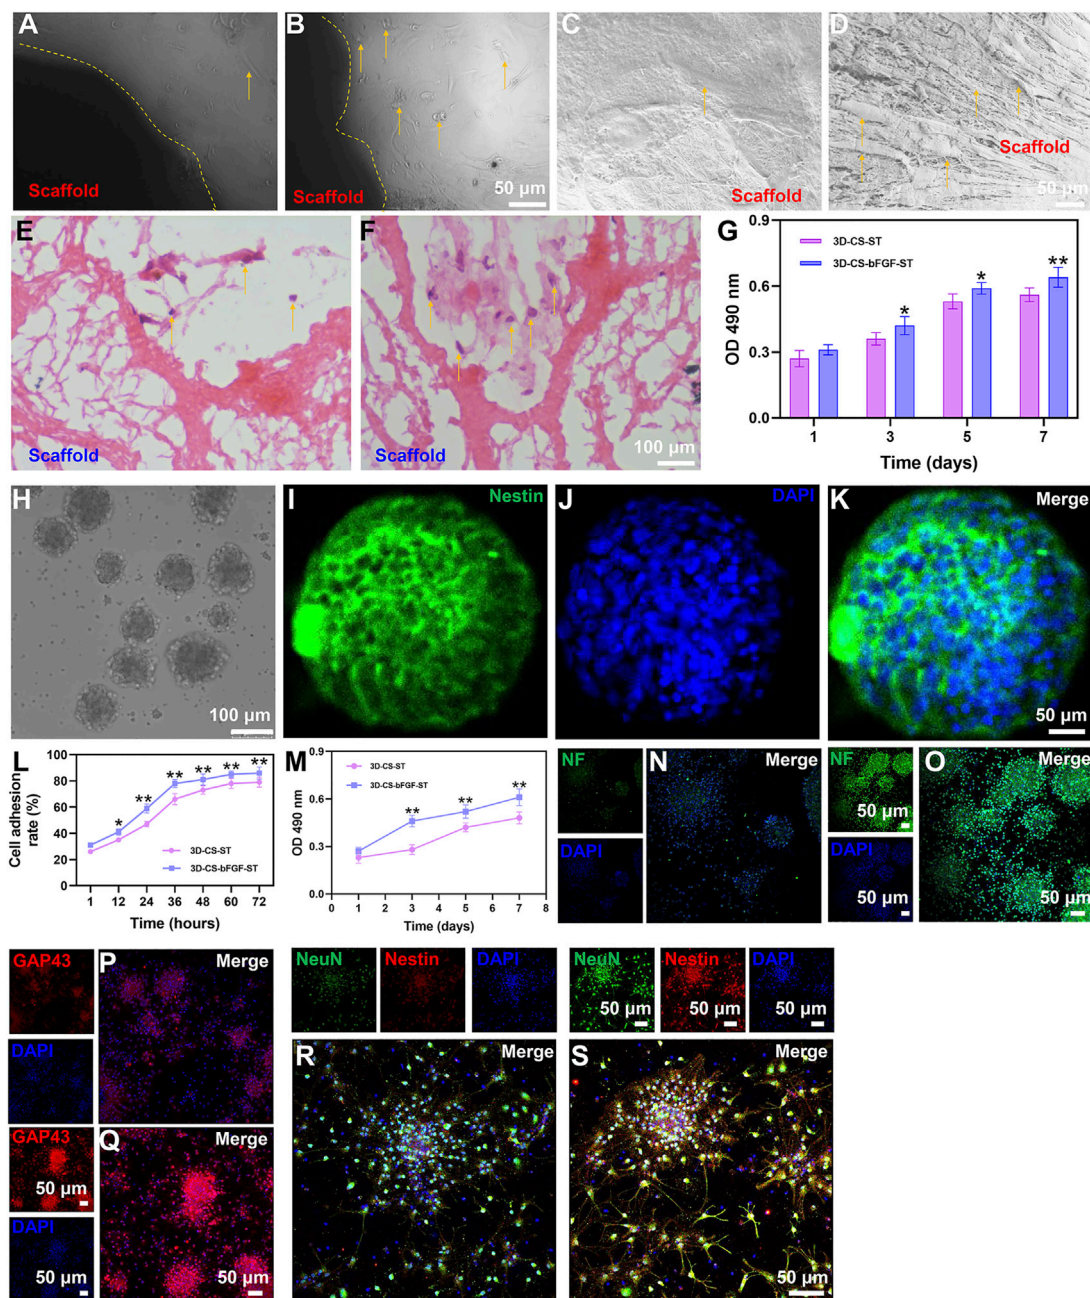 A
Scaffold
B
Scaffold
50 μm
C
Scaffold
D
Scaffold
50 μm
E
Scaffold
F
Scaffold
100 μm
G
0.9
0.6
0.3
0.0
OD 490 nm
3D-CS-ST
3D-CS-bFGF-ST
*
*
**
1 3 5 7
Time (days)
H
100 μm
I
Nestin
J
DAPI
K
Merge
50 μm
L
100
80
60
40
20
0
Cell adhesion
rate (%)
* ** ** ** ** **
3D-CS-ST
3D-CS-bFGF-ST
1 12 24 36 48 60 72
Time (hours)
M
0.9
0.6
0.3
0.0
OD 490 nm
3D-CS-ST
3D-CS-bFGF-ST
** ** **
0 1 2 3 4 5 6 7 8
Time (days)
NF
DAPI
N
Merge
NF
50 μm
DAPI
50 μm
O
Merge
50 μm
GAP43
DAPI
P
Merge
GAP43
50 μm
DAPI
50 μm
Q
Merge
50 μm
NeuN
Nestin
DAPI
R
Merge
NeuN
50 μm
Nestin
50 μm
DAPI
50 μm
S
Merge
50 μm